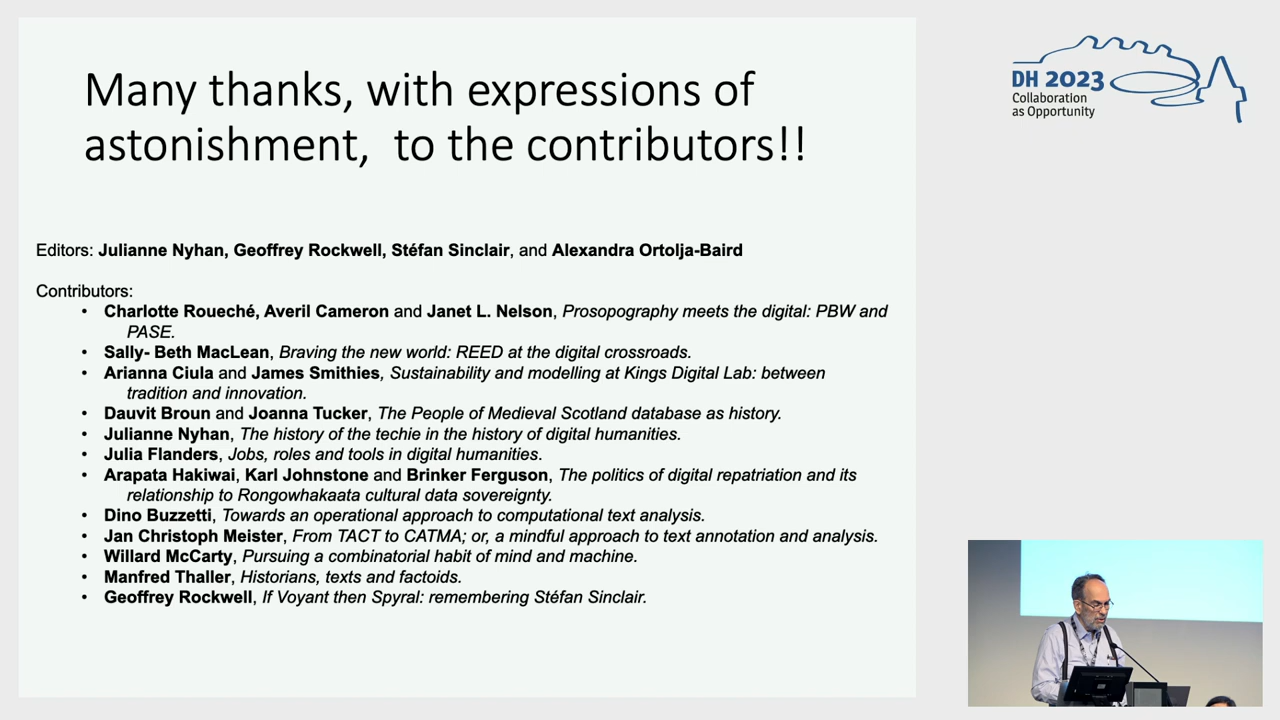 Many thanks, with expressions of
astonishment,  to the contributors!!
DH 2023
Collaboration
as Opportunity
Editors: Julianne Nyhan, Geoffrey Rockwell, Stéfan Sinclair, and Alexandra Ortolja-Baird
Contributors:
• Charlotte Roueché, Averil Cameron and Janet L. Nelson, Prosopography meets the digital: PBW and
PASE.
• Sally- Beth MacLean, Braving the new world: REED at the digital crossroads.
• Arianna Ciula and James Smithies, Sustainability and modelling at Kings Digital Lab: between
tradition and innovation.
• Dauvit Broun and Joanna Tucker, The People of Medieval Scotland database as history.
• Julianne Nyhan, The history of the techie in the history of digital humanities.
• Julia Flanders, Jobs, roles and tools in digital humanities.
• Arapata Hakiwai, Karl Johnstone and Brinker Ferguson, The politics of digital repatriation and its
relationship to Rongowhakaata cultural data sovereignty.
• Dino Buzzetti, Towards an operational approach to computational text analysis.
• Jan Christoph Meister, From TACT to CATMA; or, a mindful approach to text annotation and analysis.
• Willard McCarty, Pursuing a combinatorial habit of mind and machine.
• Manfred Thaller, Historians, texts and factoids.
• Geoffrey Rockwell, If Voyant then Spyral: remembering Stéfan Sinclair.